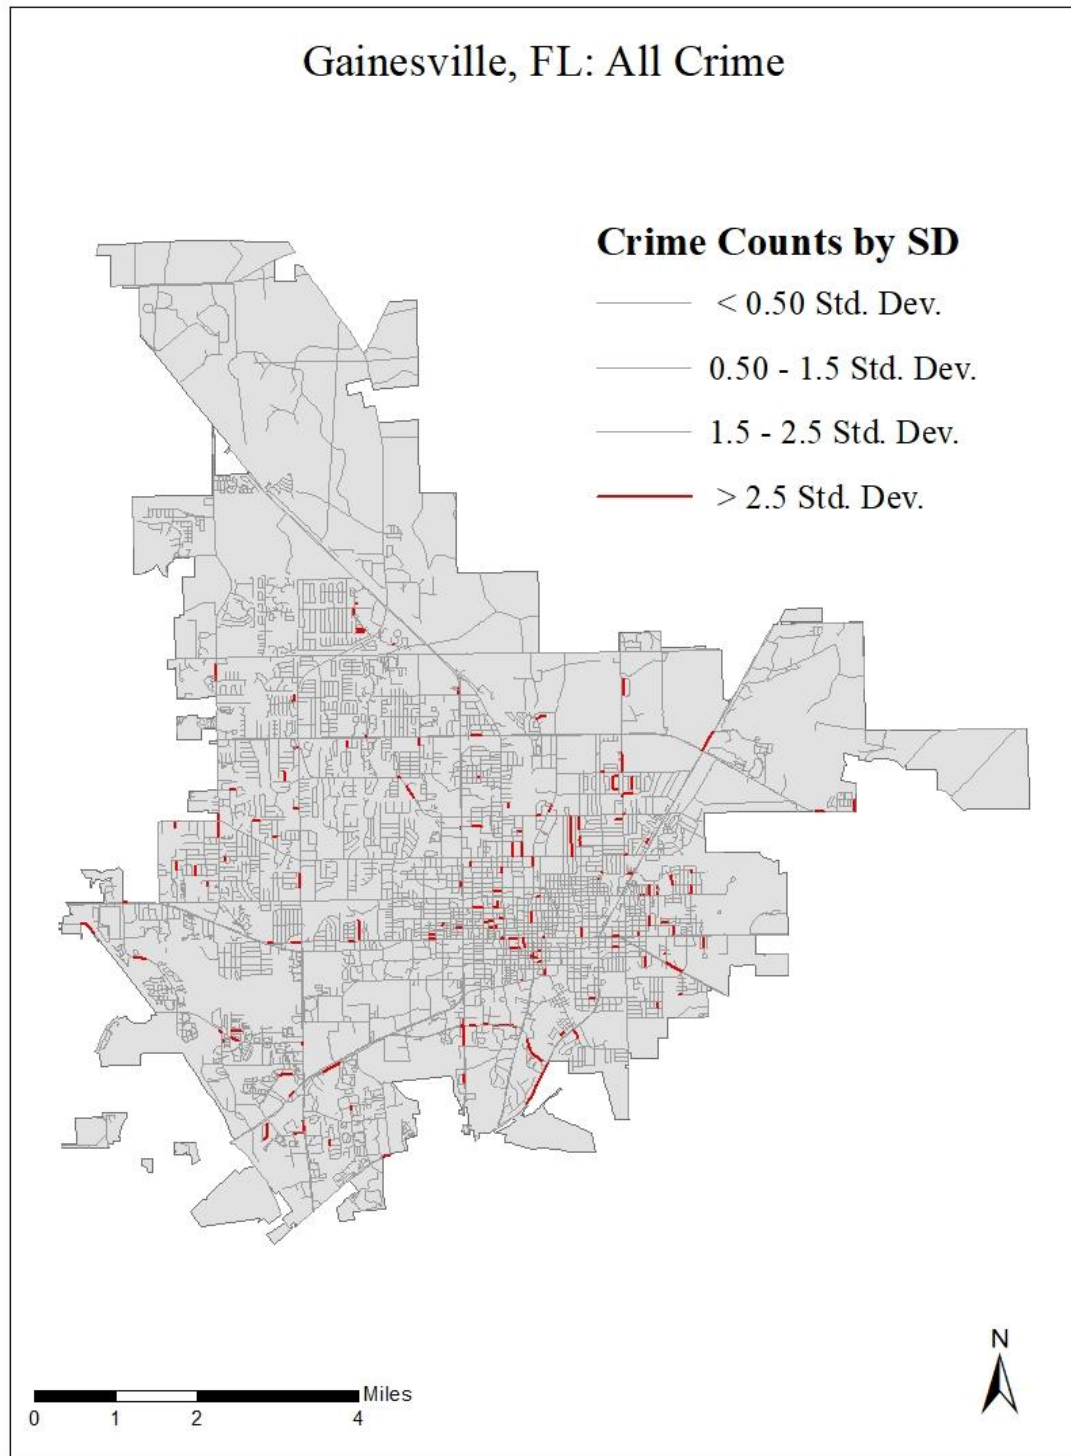 Gainesville, FL: All Crime
Crime Counts by SD
< 0.50 Std. Dev.
0.50 - 1.5 Std. Dev.
1.5 - 2.5 Std. Dev.
> 2.5 Std. Dev.
N
Miles
0 1 2 4